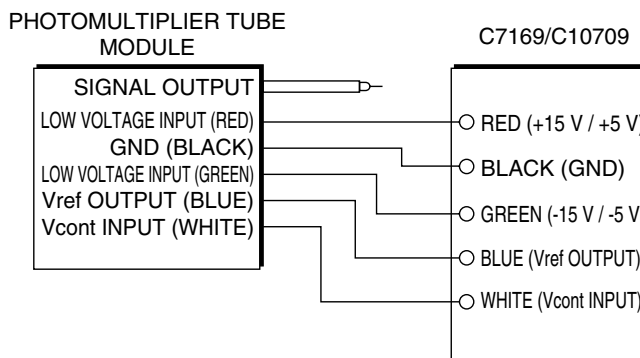 PHOTOMULTIPLIER TUBE
MODULE
C7169/C10709
SIGNAL OUTPUT
LOW VOLTAGE INPUT (RED)
GND (BLACK)
LOW VOLTAGE INPUT (GREEN)
Vref OUTPUT (BLUE)
Vcont INPUT (WHITE)
RED (+15 V / +5 V)
BLACK (GND)
GREEN (-15 V / -5 V
BLUE (Vref OUTPUT)
WHITE (Vcont INPUT)